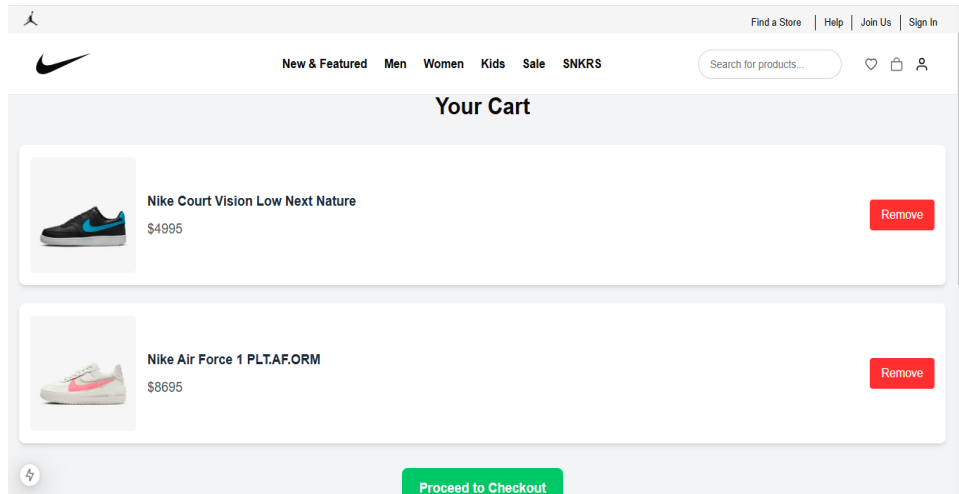 Find a Store | Help | Join Us | Sign In
New & Featured Men Women Kids Sale SNKRS
Search for products...
Your Cart
Nike Court Vision Low Next Nature
$4995
Remove
Nike Air Force 1 PLT.AF.ORM
$8695
Remove
Proceed to Checkout